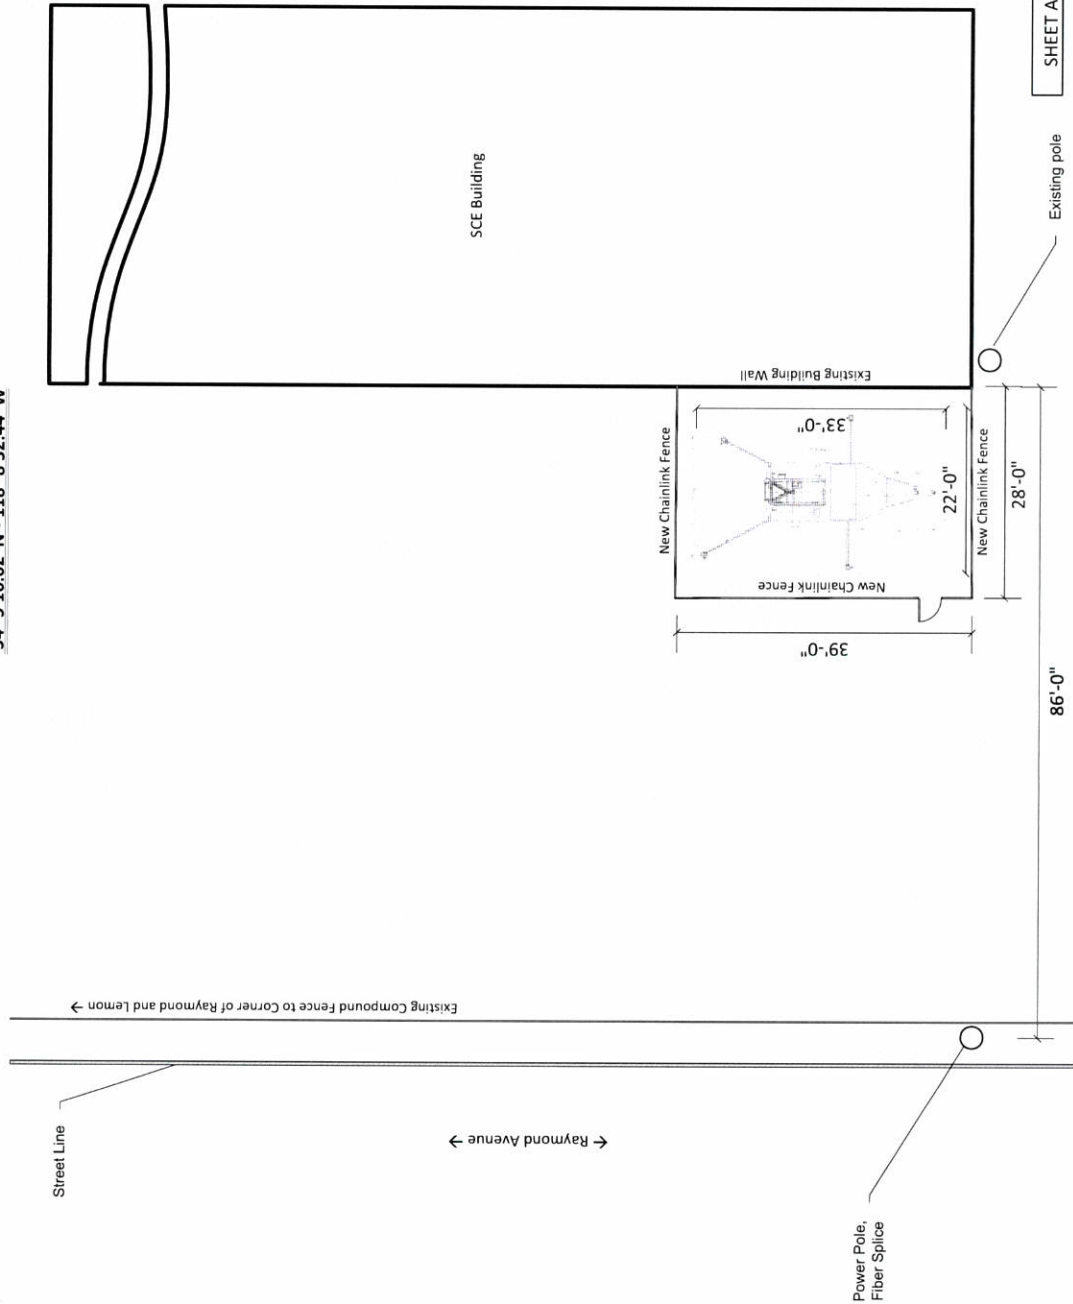 SHEET A
SCE Building
Existing pole
Existing Building Wall
New Chainlink Fence
33'-0"
22'-0"
New Chainlink Fence
New Chainlink Fence
28'-0"
39'-0"
86'-0"
Existing Compound Fence to Corner of Raymond and Lemon →
Street Line
← Raymond Avenue →
Power Pole,
Fiber Splice